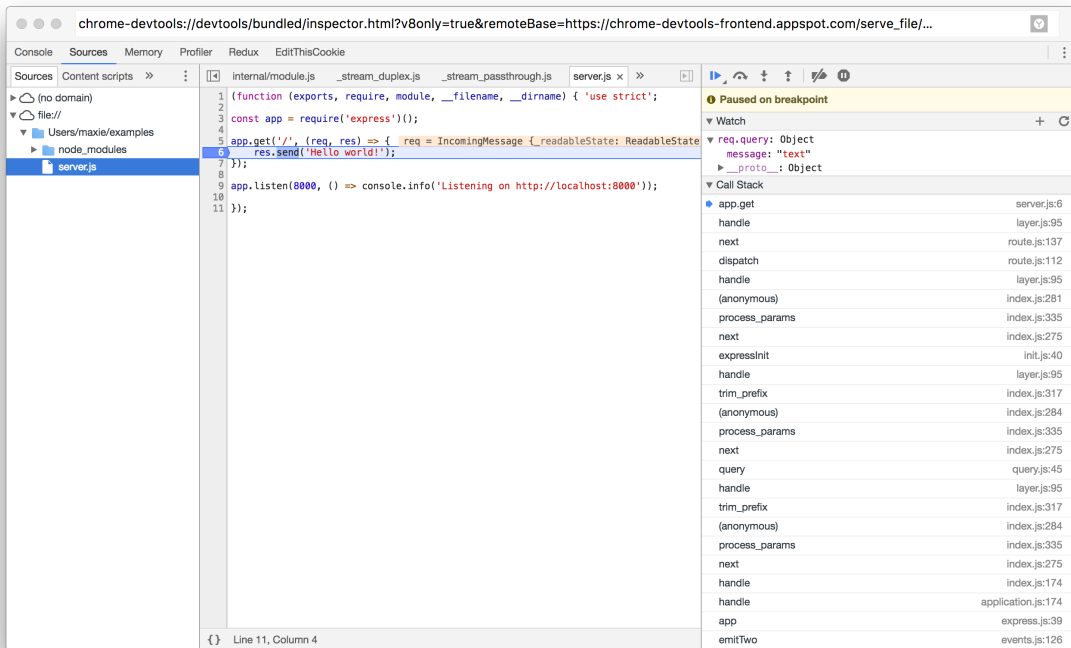 chrome-devtools://devtools/bundled/inspector.html?v8only=true&remoteBase=https://chrome-devtools-frontend.appspot.com/serve_file/...
Console Sources Memory Profiler Redux EditThisCookie
Sources Content scripts »
(no domain)
file://
Users/maxie/examples
node_modules
server.js
internal/module.js _stream_duplex.js _stream_passthrough.js server.js × »
1 (function (exports, require, module, __filename, __dirname) { 'use strict';
2
3 const app = require('express')();
4
5 app.get('/', (req, res) => { req = IncomingMessage {_readableState: ReadableState
6 res.send('Hello world!');
7 });
8
9 app.listen(8000, () => console.info('Listening on http://localhost:8000'));
10
11 });
{} Line 11, Column 4
Paused on breakpoint
Watch
req.query: Object
message: "text"
__proto__: Object
Call Stack
app.get server.js:6
handle layer.js:95
next route.js:137
dispatch route.js:112
handle layer.js:95
(anonymous) index.js:281
process_params index.js:335
next index.js:275
expressInit init.js:40
handle layer.js:95
trim_prefix index.js:317
(anonymous) index.js:284
process_params index.js:335
next index.js:275
query query.js:45
handle layer.js:95
trim_prefix index.js:317
(anonymous) index.js:284
process_params index.js:335
next index.js:275
handle index.js:174
handle application.js:174
app express.js:39
emitTwo events.js:126